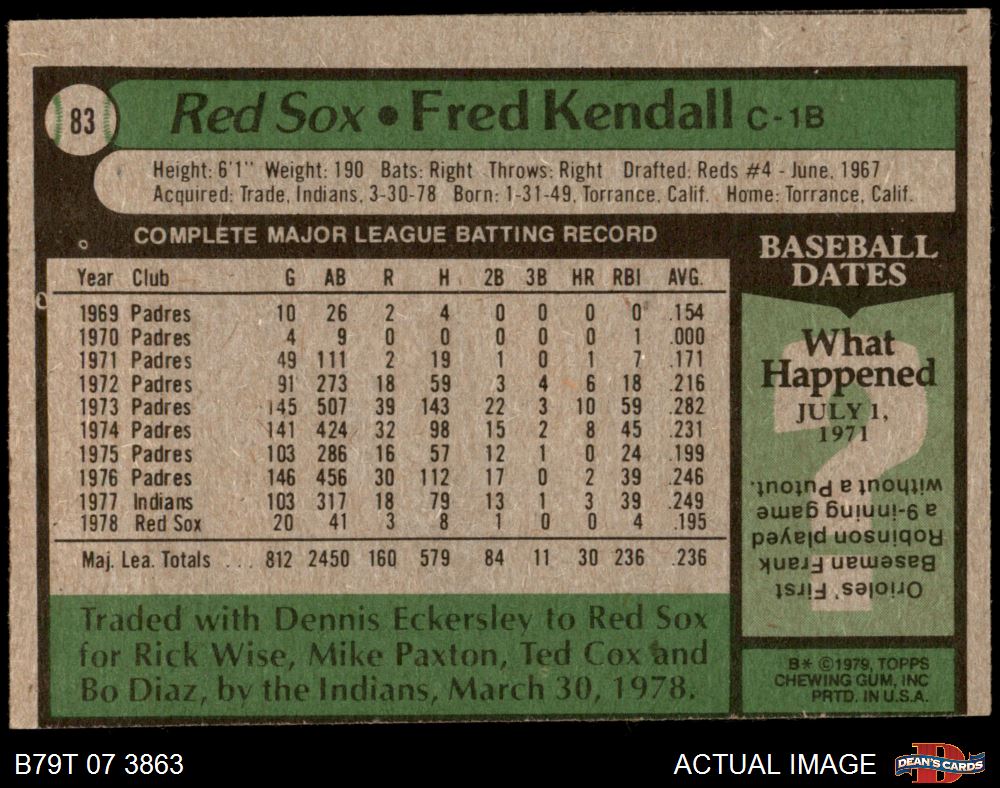 83
Red Sox • Fred Kendall C-1B
Height: 6'1" Weight: 190 Bats: Right Throws: Right Drafted: Reds #4 - June, 1967
Acquired: Trade, Indians, 3-30-78 Born: 1-31-49, Torrance, Calif. Home: Torrance, Calif.
COMPLETE MAJOR LEAGUE BATTING RECORD
Year Club G AB R H 2B 3B HR RBI AVG.
1969 Padres 10 26 2 4 0 0 0 0 .154
1970 Padres 4 9 0 0 0 0 0 1 .000
1971 Padres 49 111 2 19 1 0 1 7 .171
1972 Padres 91 273 18 59 3 4 6 18 .216
1973 Padres 145 507 39 143 22 3 10 59 .282
1974 Padres 141 424 32 98 15 2 8 45 .231
1975 Padres 103 286 16 57 12 1 0 24 .199
1976 Padres 146 456 30 112 17 0 2 39 .246
1977 Indians 103 317 18 79 13 1 3 39 .249
1978 Red Sox 20 41 3 8 1 0 0 4 .195
Maj. Lea. Totals ... 812 2450 160 579 84 11 30 236 .236
Traded with Dennis Eckersley to Red Sox
for Rick Wise, Mike Paxton, Ted Cox and
Bo Diaz, by the Indians, March 30, 1978.
BASEBALL
DATES
What
Happened
JULY 1,
1971
?
Orioles' First
Baseman Frank
Robinson played
a 9-inning game
without a Putout.
B* ©1979, TOPPS
CHEWING GUM, INC
PRTD. IN U.S.A.
B79T 07 3863
ACTUAL IMAGE
DEAN'S CARDS